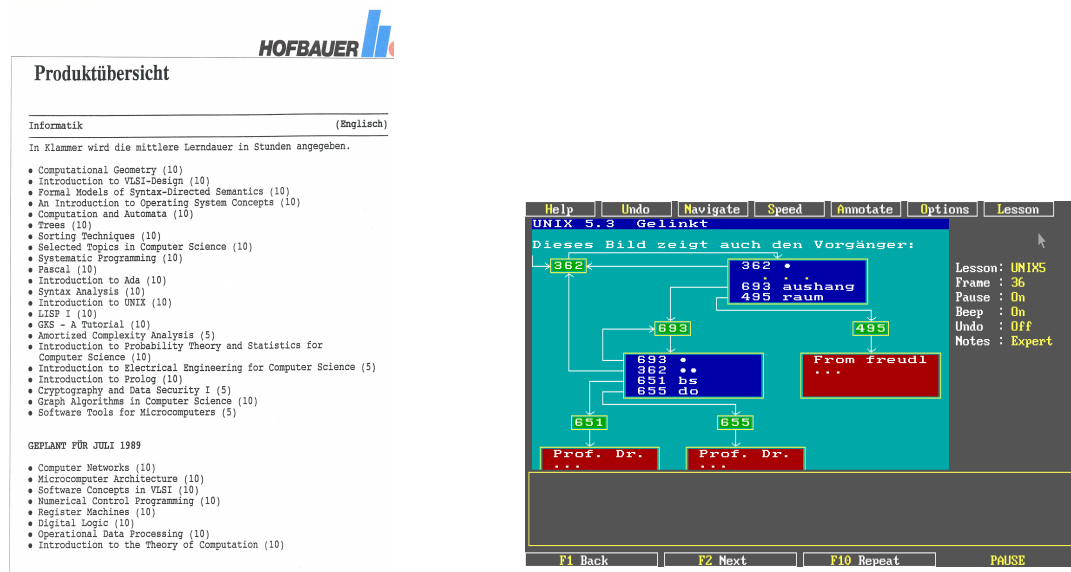 HOFBAUER
Produktübersicht
Informatik (Englisch)
In Klammer wird die mittlere Lerndauer in Stunden angegeben.
• Computational Geometry (10)
• Introduction to VLSI-Design (10)
• Formal Models of Syntax-Directed Semantics (10)
• An Introduction to Operating System Concepts (10)
• Computation and Automata (10)
• Trees (10)
• Sorting Techniques (10)
• Selected Topics in Computer Science (10)
• Systematic Programming (10)
• Pascal (10)
• Introduction to Ada (10)
• Syntax Analysis (10)
• Introduction to UNIX (10)
• LISP I (10)
• GKS - A Tutorial (10)
• Amortized Complexity Analysis (5)
• Introduction to Probability Theory and Statistics for
Computer Science (10)
• Introduction to Electrical Engineering for Computer Science (5)
• Introduction to Prolog (10)
• Cryptography and Data Security I (5)
• Graph Algorithms in Computer Science (10)
• Software Tools for Microcomputers (5)
GEPLANT FÜR JULI 1989
• Computer Networks (10)
• Microcomputer Architecture (10)
• Software Concepts in VLSI (10)
• Numerical Control Programming (10)
• Register Machines (10)
• Digital Logic (10)
• Operational Data Processing (10)
• Introduction to the Theory of Computation (10)
Help Undo Navigate Speed Annotate Options Lesson
UNIX 5.3 Gelinkt
Dieses Bild zeigt auch den Vorgänger:
362
362 •
. . .
693 aushang
495 raum
693
495
693 •
362 ••
651 bs
655 do
From freudl
...
651
655
Prof. Dr.
...
Prof. Dr.
...
Lesson: UNIX5
Frame : 36
Pause : On
Beep : On
Undo : Off
Notes : Expert
F1 Back F2 Next F10 Repeat PAUSE